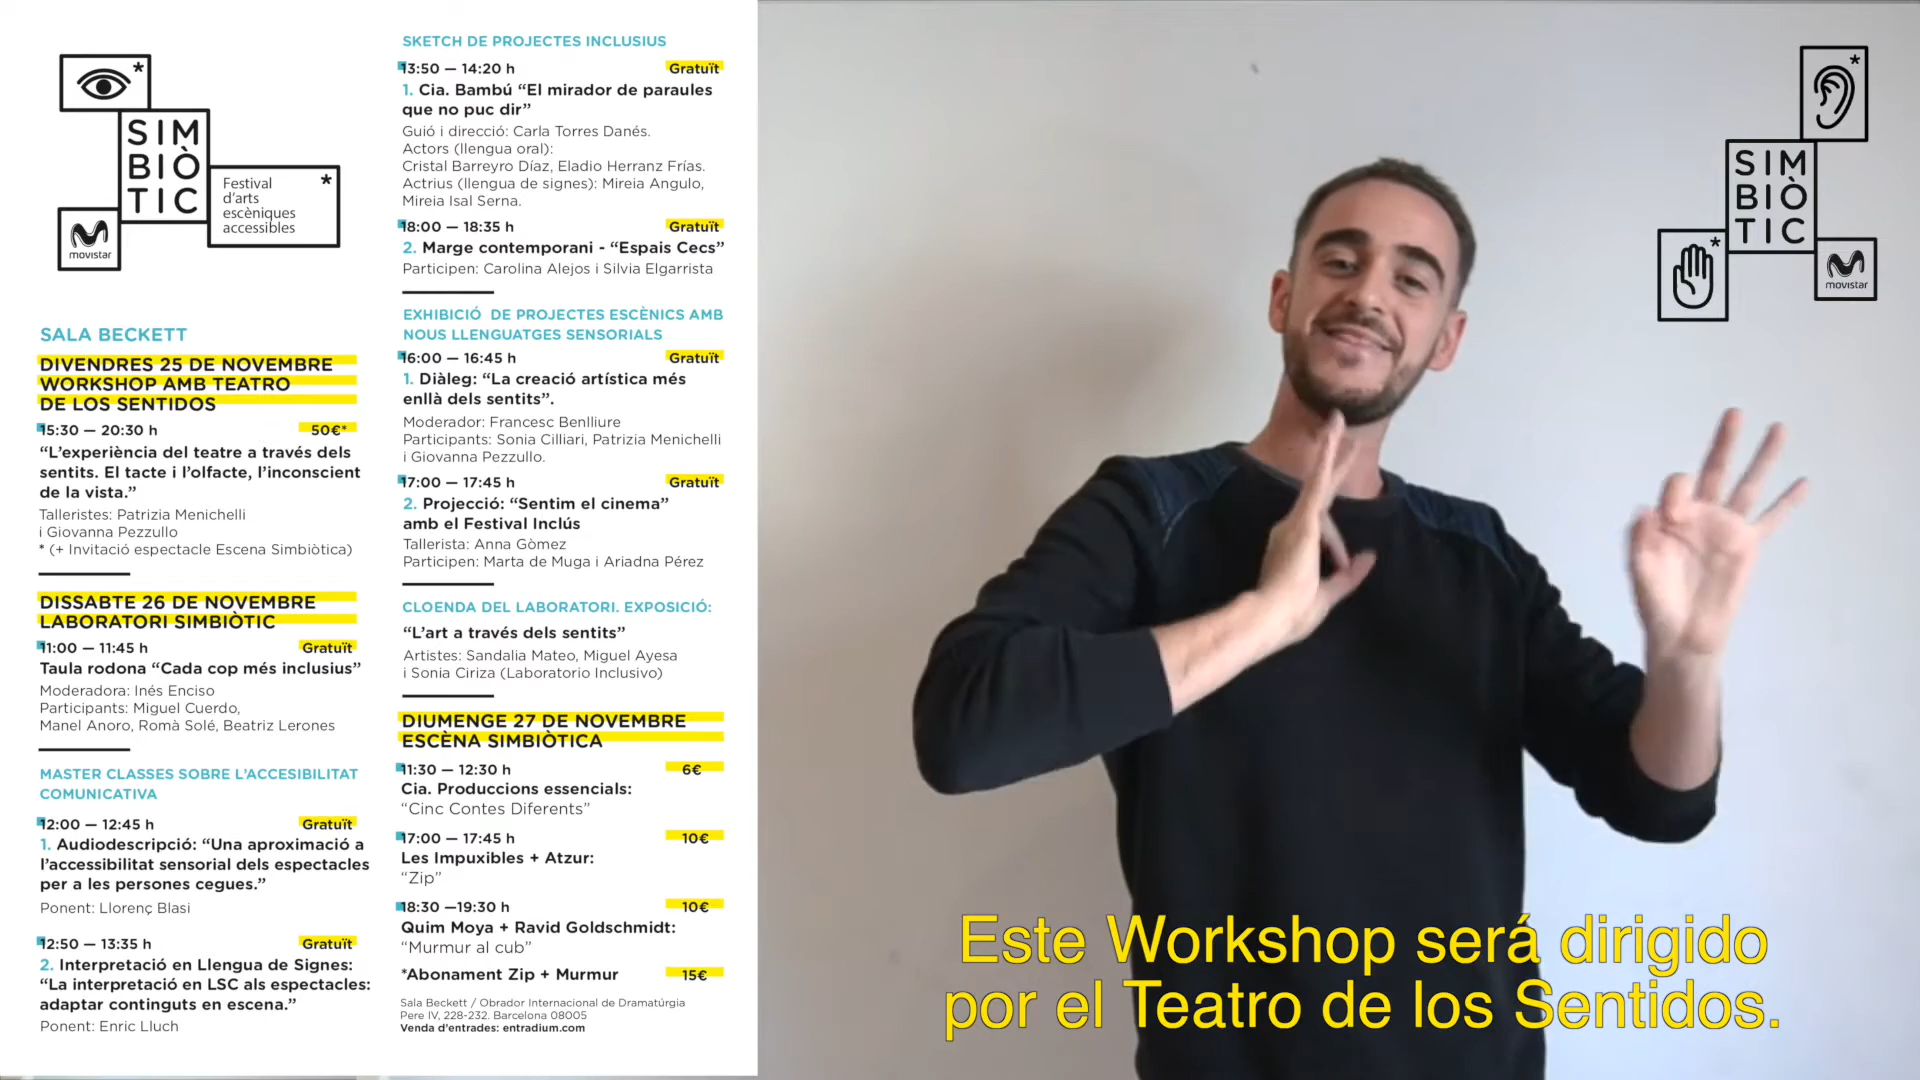 *
SIM
BIÒ
TIC
Festival
d'arts
escèniques
accessibles
*
movistar
SALA BECKETT
DIVENDRES 25 DE NOVEMBRE
WORKSHOP AMB TEATRO
DE LOS SENTIDOS
15:30 — 20:30 h 50€*
“L’experiència del teatre a través dels
sentits. El tacte i l’olfacte, l’inconscient
de la vista.”
Talleristes: Patrizia Menichelli
i Giovanna Pezzullo
* (+ Invitació espectacle Escena Simbiòtica)
DISSABTE 26 DE NOVEMBRE
LABORATORI SIMBIÒTIC
11:00 — 11:45 h Gratuït
Taula rodona “Cada cop més inclusius”
Moderadora: Inés Enciso
Participants: Miguel Cuerdo,
Manel Anoro, Romà Solé, Beatriz Lerones
MASTER CLASSES SOBRE L’ACCESIBILITAT
COMUNICATIVA
12:00 — 12:45 h Gratuït
1. Audiodescripció: “Una aproximació a
l’accessibilitat sensorial dels espectacles
per a les persones cegues.”
Ponent: Llorenç Blasi
12:50 — 13:35 h Gratuït
2. Interpretació en Llengua de Signes:
“La interpretació en LSC als espectacles:
adaptar continguts en escena.”
Ponent: Enric Lluch
SKETCH DE PROJECTES INCLUSIUS
13:50 — 14:20 h Gratuït
1. Cia. Bambú “El mirador de paraules
que no puc dir”
Guió i direcció: Carla Torres Danés.
Actors (llengua oral):
Cristal Barreyro Díaz, Eladio Herranz Frías.
Actrius (llengua de signes): Mireia Angulo,
Mireia Isal Serna.
18:00 — 18:35 h Gratuït
2. Marge contemporani - “Espais Cecs”
Participen: Carolina Alejos i Silvia Elgarrista
EXHIBICIÓ DE PROJECTES ESCÈNICS AMB
NOUS LLENGUATGES SENSORIALS
16:00 — 16:45 h Gratuït
1. Diàleg: “La creació artística més
enllà dels sentits”.
Moderador: Francesc Benlliure
Participants: Sonia Cilliari, Patrizia Menichelli
i Giovanna Pezzullo.
17:00 — 17:45 h Gratuït
2. Projecció: “Sentim el cinema”
amb el Festival Inclús
Tallerista: Anna Gòmez
Participen: Marta de Muga i Ariadna Pérez
CLOENDA DEL LABORATORI. EXPOSICIÓ:
“L’art a través dels sentits”
Artistes: Sandalia Mateo, Miguel Ayesa
i Sonia Ciriza (Laboratorio Inclusivo)
DIUMENGE 27 DE NOVEMBRE
ESCÈNA SIMBIÒTICA
11:30 — 12:30 h 6€
Cia. Produccions essencials:
“Cinc Contes Diferents”
17:00 — 17:45 h 10€
Les Impuxibles + Atzur:
“Zip”
18:30 —19:30 h 10€
Quim Moya + Ravid Goldschmidt:
“Murmur al cub”
*Abonament Zip + Murmur 15€
Sala Beckett / Obrador Internacional de Dramatúrgia
Pere IV, 228-232. Barcelona 08005
Venda d’entrades: entradium.com
*
SIM
BIÒ
TIC
*
movistar
Este Workshop será dirigido
por el Teatro de los Sentidos.